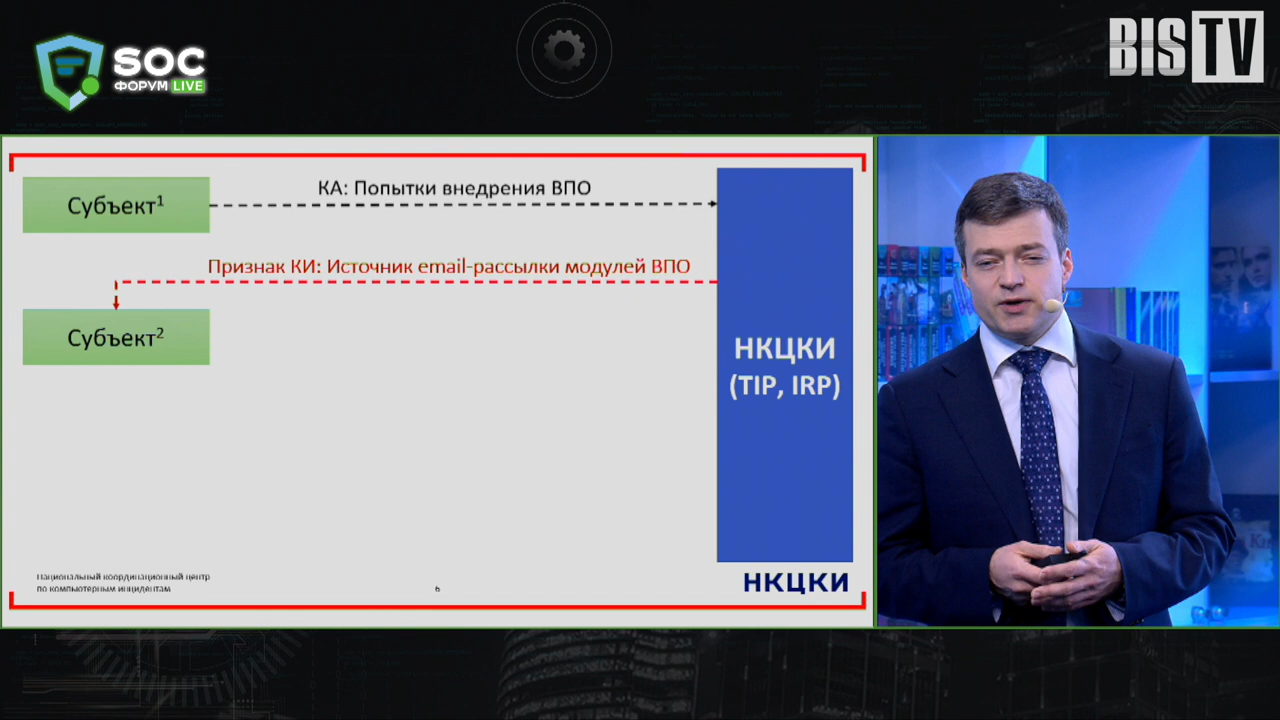 SOC
ФОРУМ LIVE
BIS TV
Субъект1
КА: Попытки внедрения ВПО
Признак КИ: Источник email-рассылки модулей ВПО
Субъект2
НКЦКИ
(TIP, IRP)
Национальный координационный центр
по компьютерным инцидентам
6
НКЦКИ